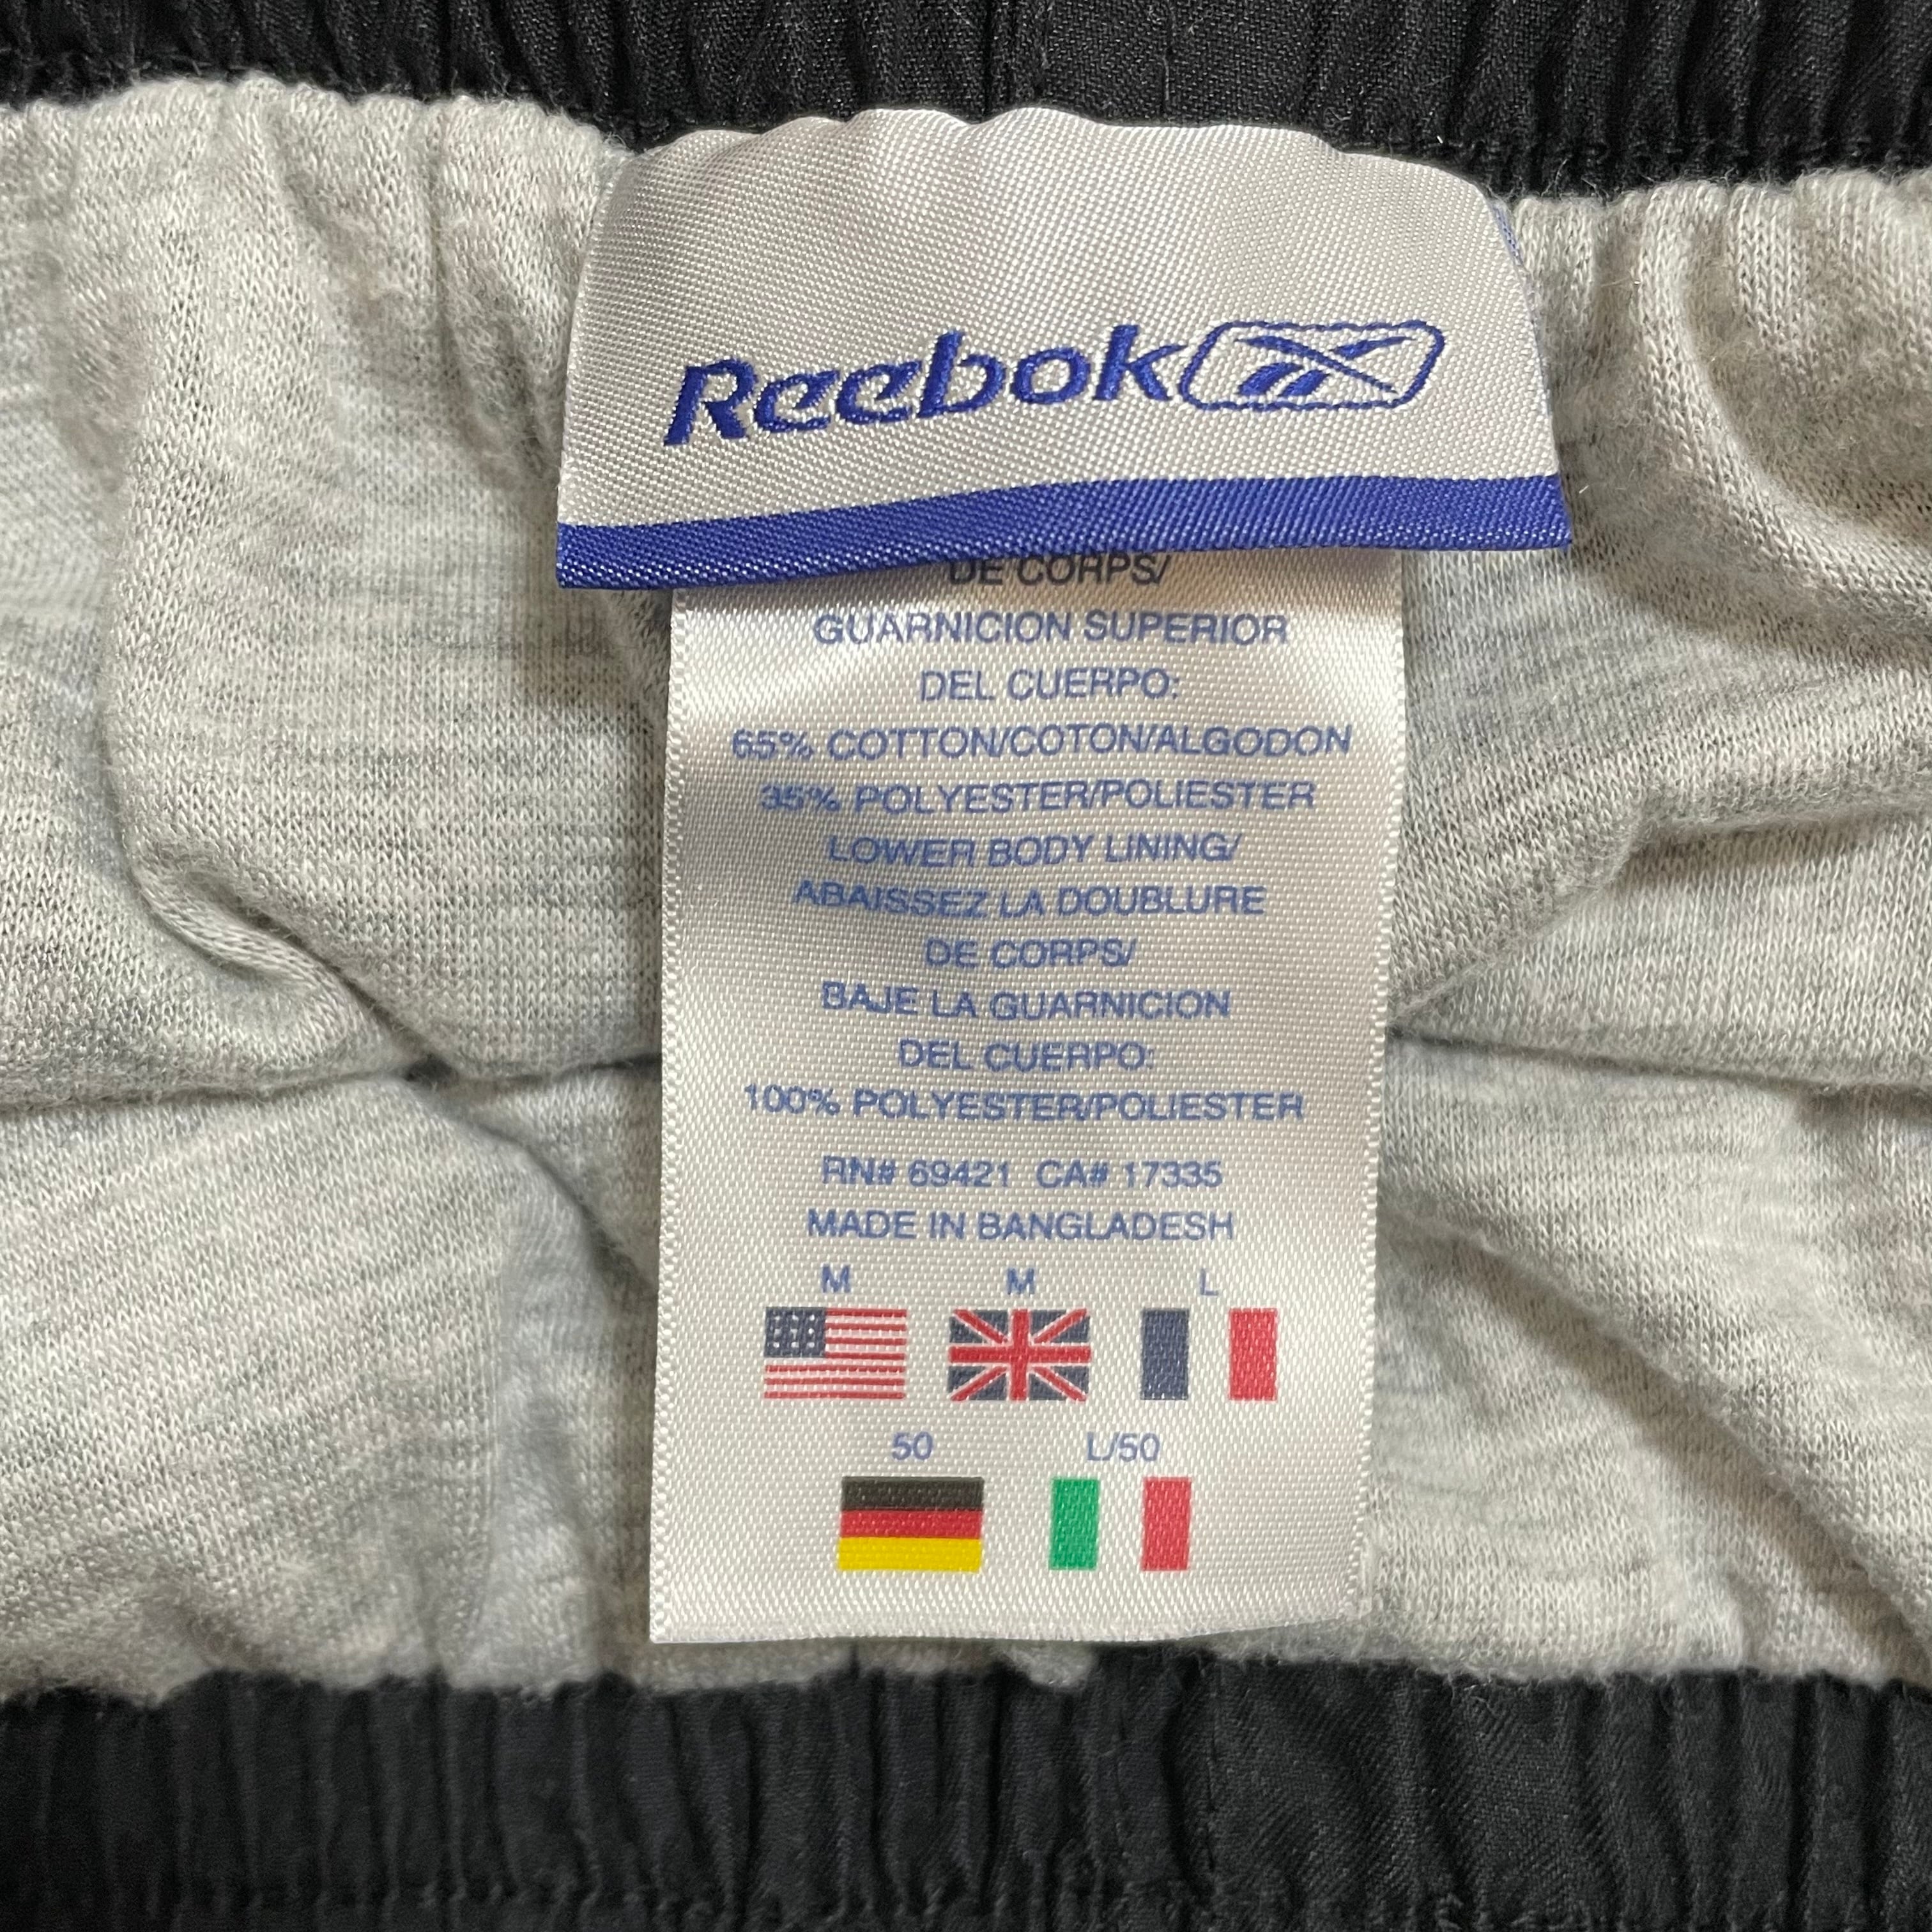 Reebok
DE CORPS/
GUARNICION SUPERIOR
DEL CUERPO:
65% COTTON/COTON/ALGODON
35% POLYESTER/POLIESTER
LOWER BODY LINING/
ABAISSEZ LA DOUBLURE
DE CORPS/
BAJE LA GUARNICION
DEL CUERPO:
100% POLYESTER/POLIESTER
RN# 69421 CA# 17335
MADE IN BANGLADESH
M M L
50 L/50